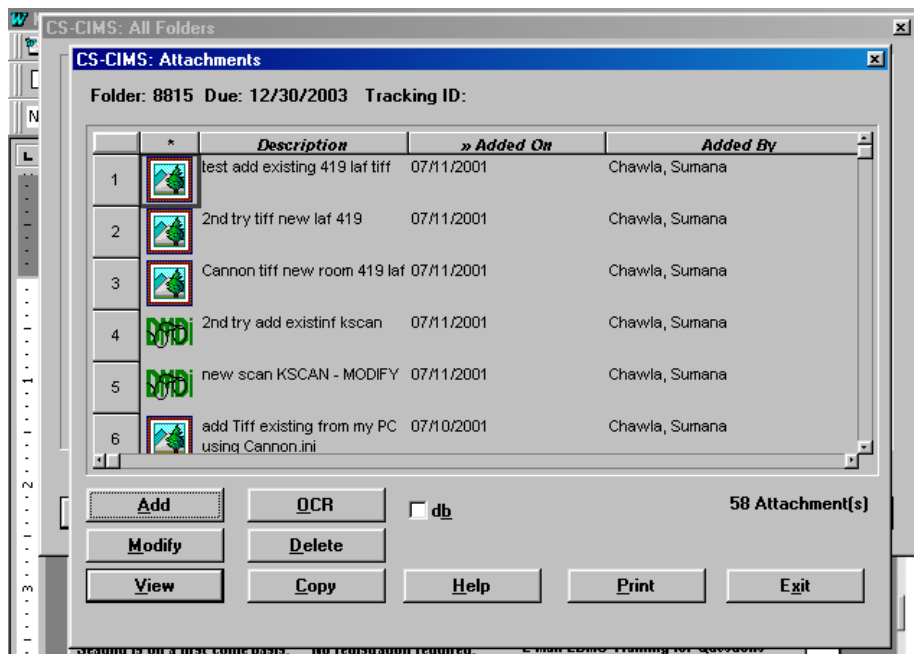 CS-CIMS: All Folders
CS-CIMS: Attachments
Folder: 8815 Due: 12/30/2003 Tracking ID:
* Description » Added On Added By
1 test add existing 419 laf tiff 07/11/2001 Chawla, Sumana
2 2nd try tiff new laf 419 07/11/2001 Chawla, Sumana
3 Cannon tiff new room 419 laf 07/11/2001 Chawla, Sumana
4 DMDi 2nd try add existinf kscan 07/11/2001 Chawla, Sumana
5 DMDi new scan KSCAN - MODIFY 07/11/2001 Chawla, Sumana
6 add Tiff existing from my PC 07/10/2001 Chawla, Sumana
using Cannon.ini
Add OCR db 58 Attachment(s)
Modify Delete
View Copy Help Print Exit
N
L
1
2
3